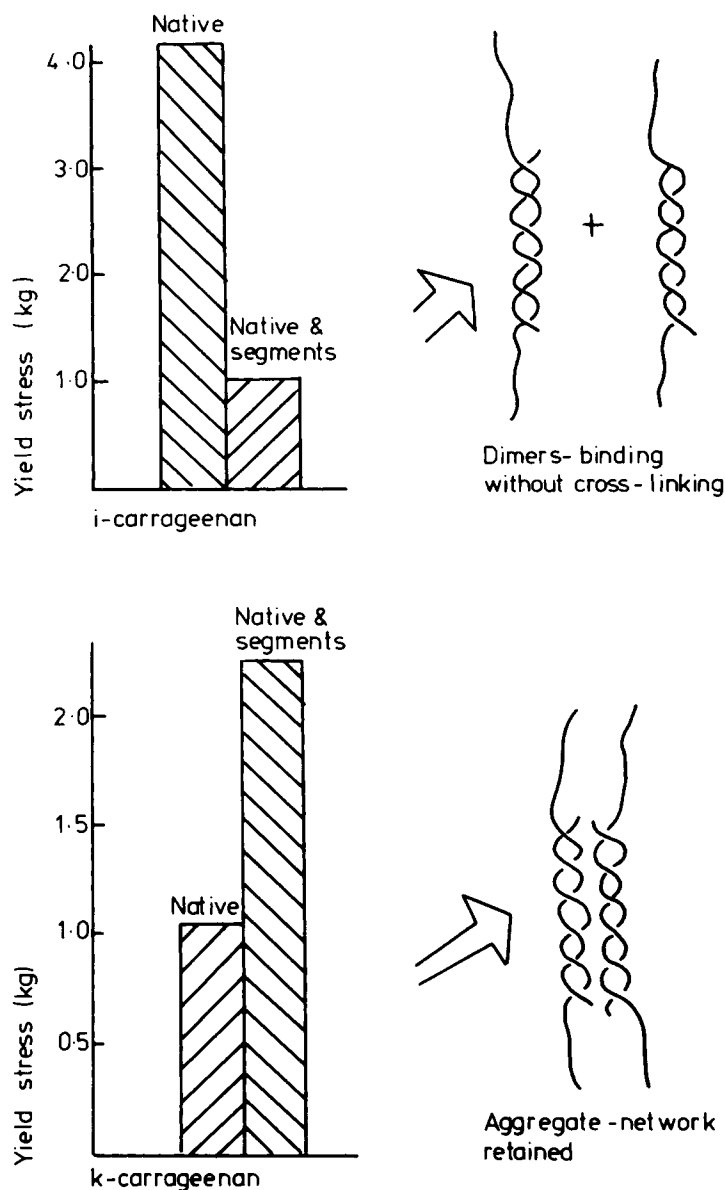 Native
4·0
3·0
2·0
1·0
Yield stress (kg)
Native &
segments
i-carrageenan
+
Dimers-binding
without cross-linking
Native &
segments
2·0
1·5
1·0
0·5
Yield stress (kg)
Native
k-carrageenan
Aggregate-network
retained